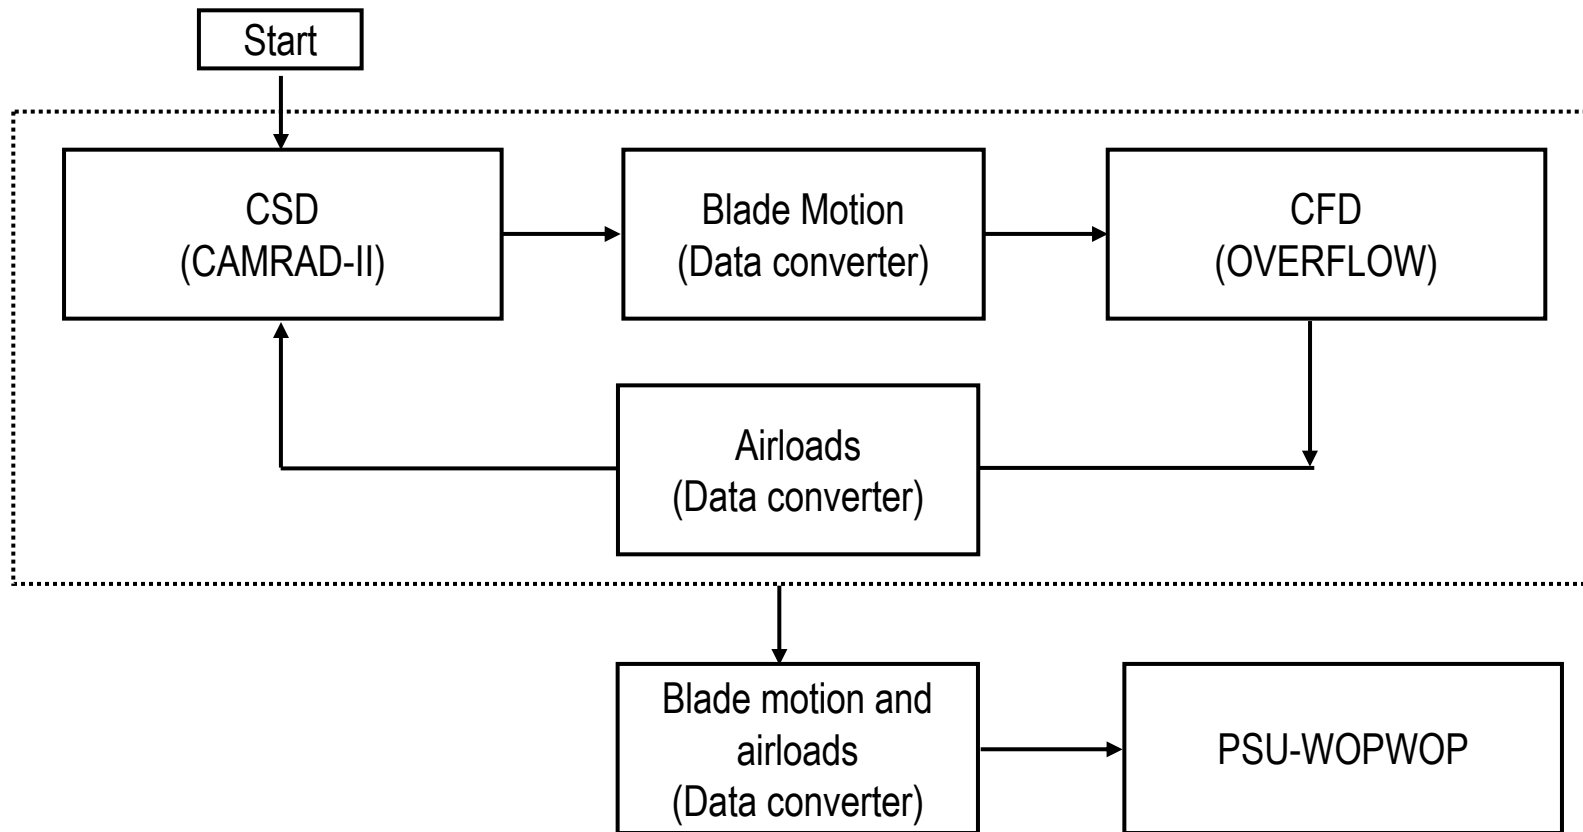 Start
CSD
(CAMRAD-II)
Blade Motion
(Data converter)
CFD
(OVERFLOW)
Airloads
(Data converter)
Blade motion and
airloads
(Data converter)
PSU-WOPWOP